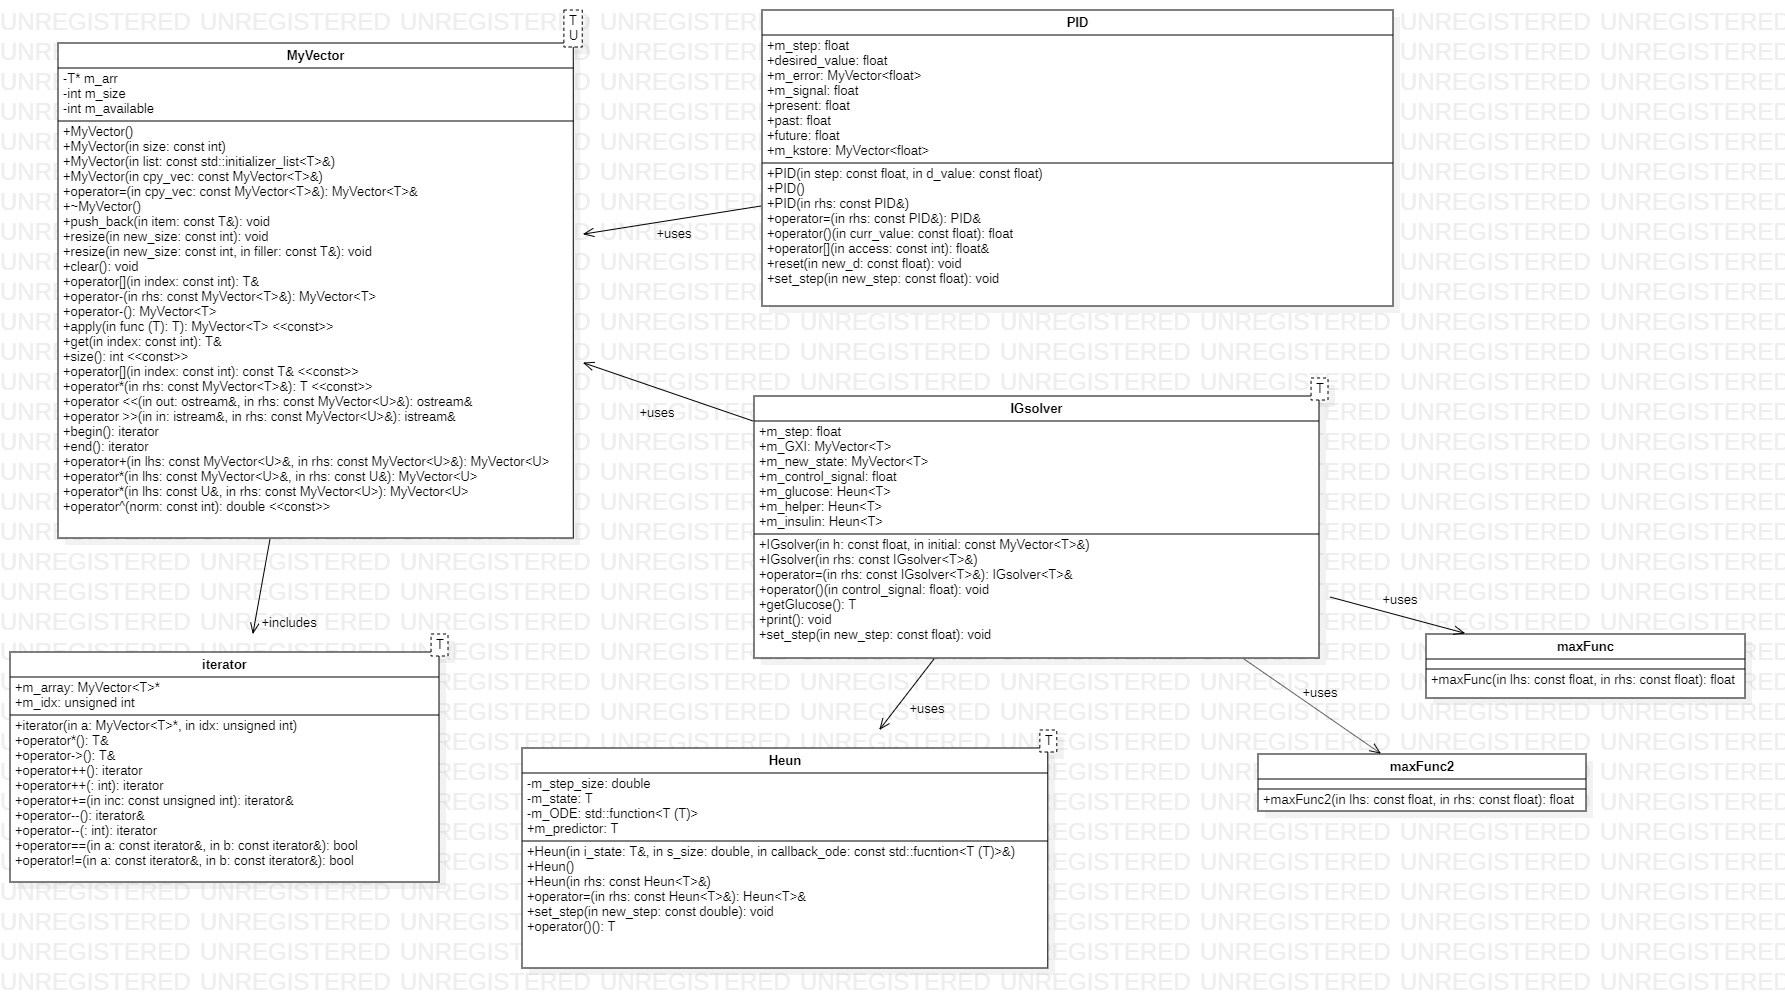 T
U
MyVector
-T* m_arr
-int m_size
-int m_available
+MyVector()
+MyVector(in size: const int)
+MyVector(in list: const std::initializer_list<T>&)
+MyVector(in cpy_vec: const MyVector<T>&)
+operator=(in cpy_vec: const MyVector<T>&): MyVector<T>&
+~MyVector()
+push_back(in item: const T&): void
+resize(in new_size: const int): void
+resize(in new_size: const int, in filler: const T&): void
+clear(): void
+operator[](in index: const int): T&
+operator-(in rhs: const MyVector<T>&): MyVector<T>
+operator-(): MyVector<T>
+apply(in func (T): T): MyVector<T> <<const>>
+get(in index: const int): T&
+size(): int <<const>>
+operator[](in index: const int): const T& <<const>>
+operator*(in rhs: const MyVector<T>&): T <<const>>
+operator <<(in out: ostream&, in rhs: const MyVector<U>&): ostream&
+operator >>(in in: istream&, in rhs: const MyVector<U>&): istream&
+begin(): iterator
+end(): iterator
+operator+(in lhs: const MyVector<U>&, in rhs: const MyVector<U>&): MyVector<U>
+operator*(in lhs: const MyVector<U>&, in rhs: const U&): MyVector<U>
+operator*(in lhs: const U&, in rhs: const MyVector<U>): MyVector<U>
+operator^(norm: const int): double <<const>>
PID
+m_step: float
+desired_value: float
+m_error: MyVector<float>
+m_signal: float
+present: float
+past: float
+future: float
+m_kstore: MyVector<float>
+PID(in step: const float, in d_value: const float)
+PID()
+PID(in rhs: const PID&)
+operator=(in rhs: const PID&): PID&
+operator()(in curr_value: const float): float
+operator[](in access: const int): float&
+reset(in new_d: const float): void
+set_step(in new_step: const float): void
+uses
+uses
T
IGsolver
+m_step: float
+m_GXI: MyVector<T>
+m_new_state: MyVector<T>
+m_control_signal: float
+m_glucose: Heun<T>
+m_helper: Heun<T>
+m_insulin: Heun<T>
+IGsolver(in h: const float, in initial: const MyVector<T>&)
+IGsolver(in rhs: const IGsolver<T>&)
+operator=(in rhs: const IGsolver<T>&): IGsolver<T>&
+operator()(in control_signal: float): void
+getGlucose(): T
+print(): void
+set_step(in new_step: const float): void
+includes
T
iterator
+m_array: MyVector<T>*
+m_idx: unsigned int
+iterator(in a: MyVector<T>*, in idx: unsigned int)
+operator*(): T&
+operator->(): T&
+operator++(): iterator
+operator++(: int): iterator
+operator+=(in inc: const unsigned int): iterator&
+operator--(): iterator&
+operator--(: int): iterator
+operator==(in a: const iterator&, in b: const iterator&): bool
+operator!=(in a: const iterator&, in b: const iterator&): bool
+uses
T
Heun
-m_step_size: double
-m_state: T
-m_ODE: std::function<T (T)>
+m_predictor: T
+Heun(in i_state: T&, in s_size: double, in callback_ode: const std::fucntion<T (T)>&)
+Heun()
+Heun(in rhs: const Heun<T>&)
+operator=(in rhs: const Heun<T>&): Heun<T>&
+set_step(in new_step: const double): void
+operator()(): T
+uses
maxFunc
+maxFunc(in lhs: const float, in rhs: const float): float
+uses
maxFunc2
+maxFunc2(in lhs: const float, in rhs: const float): float
UNREGISTERED